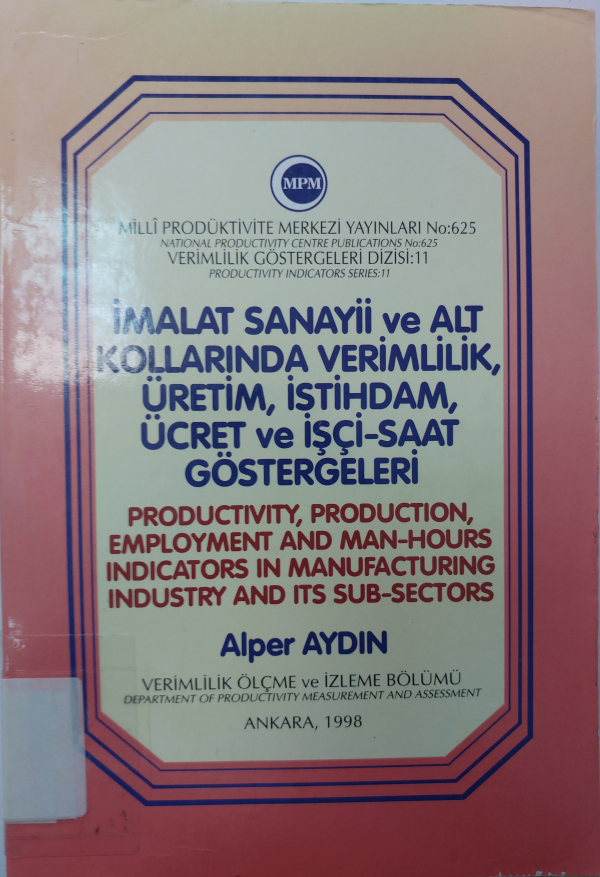 MPM
MİLLÎ PRODÜKTİVİTE MERKEZİ YAYINLARI No:625
NATIONAL PRODUCTIVITY CENTRE PUBLICATIONS No:625
VERİMLİLİK GÖSTERGELERİ DİZİSİ:11
PRODUCTIVITY INDICATORS SERIES:11
İMALAT SANAYİİ ve ALT
KOLLARINDA VERİMLİLİK,
ÜRETİM, İSTİHDAM,
ÜCRET ve İŞÇİ-SAAT
GÖSTERGELERİ
PRODUCTIVITY, PRODUCTION,
EMPLOYMENT AND MAN-HOURS
INDICATORS IN MANUFACTURING
INDUSTRY AND ITS SUB-SECTORS
Alper AYDIN
VERİMLİLİK ÖLÇME ve İZLEME BÖLÜMÜ
DEPARTMENT OF PRODUCTIVITY MEASUREMENT AND ASSESSMENT
ANKARA, 1998